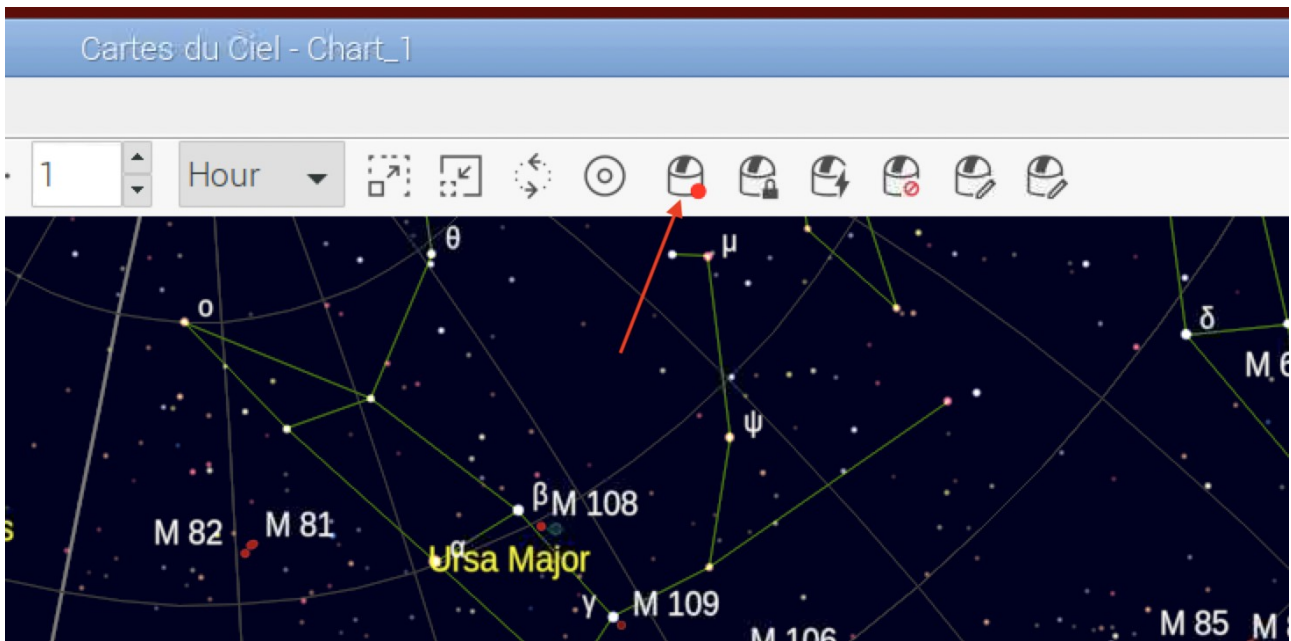 Cartes du Ciel - Chart_1
1 Hour
θ
μ
ο
δ
M 6
ψ
β M 108
M 82 M 81
α
Ursa Major
γ M 109
M 85 M
M 106